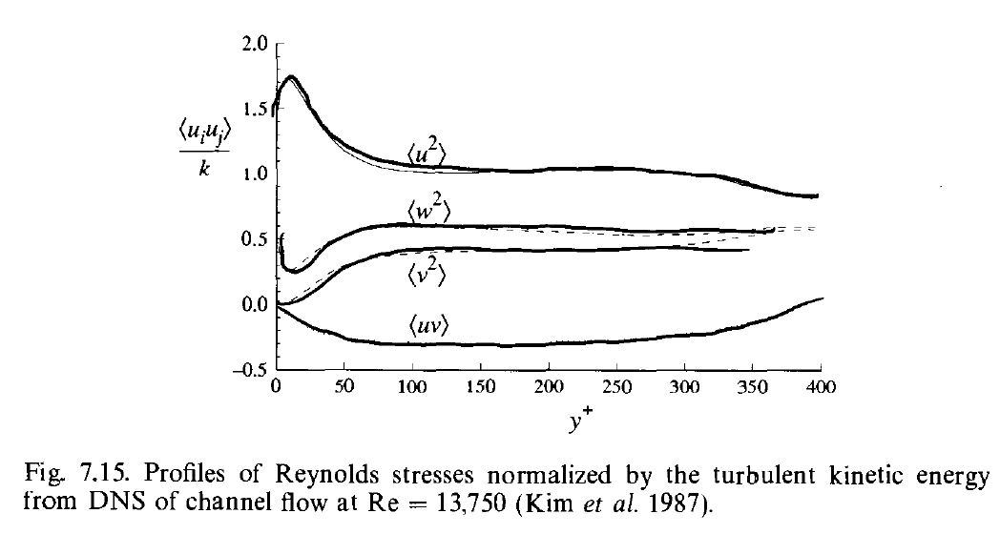 2.0
1.5
⟨uᵢuⱼ⟩
k
1.0
⟨u²⟩
⟨w²⟩
0.5
⟨v²⟩
0.0
⟨uv⟩
−0.5
0 50 100 150 200 250 300 350 400
y⁺
Fig. 7.15. Profiles of Reynolds stresses normalized by the turbulent kinetic energy
from DNS of channel flow at Re = 13,750 (Kim et al. 1987).